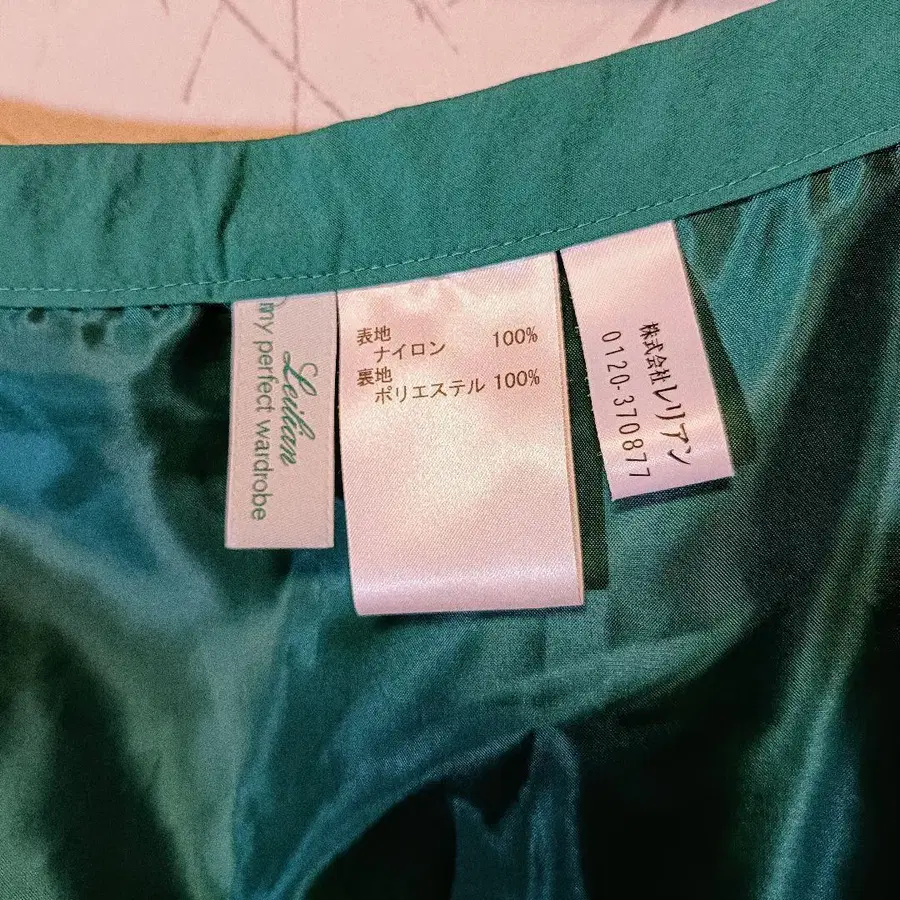 Leilian
my perfect wardrobe
表地
ナイロン 100%
裏地
ポリエステル 100%
株式会社レリアン
0120-370877